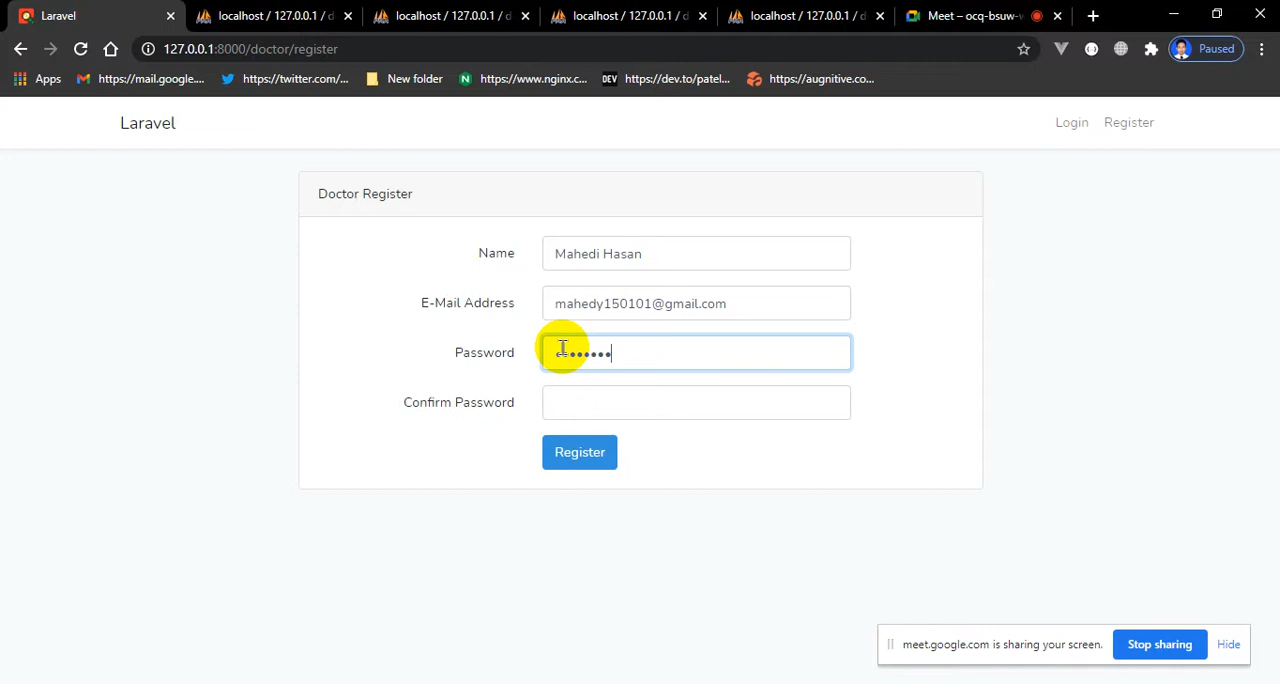 Laravel
localhost / 127.0.0.1 / d
localhost / 127.0.0.1 / d
localhost / 127.0.0.1 / d
localhost / 127.0.0.1 / d
Meet – ocq-bsuw-
127.0.0.1:8000/doctor/register
Paused
Apps
https://mail.google....
https://twitter.com/...
New folder
https://www.nginx.c...
DEV
https://dev.to/patel...
https://augnitive.co...
Laravel
Login
Register
Doctor Register
Name
Mahedi Hasan
E-Mail Address
mahedy150101@gmail.com
Password
Confirm Password
Register
meet.google.com is sharing your screen.
Stop sharing
Hide